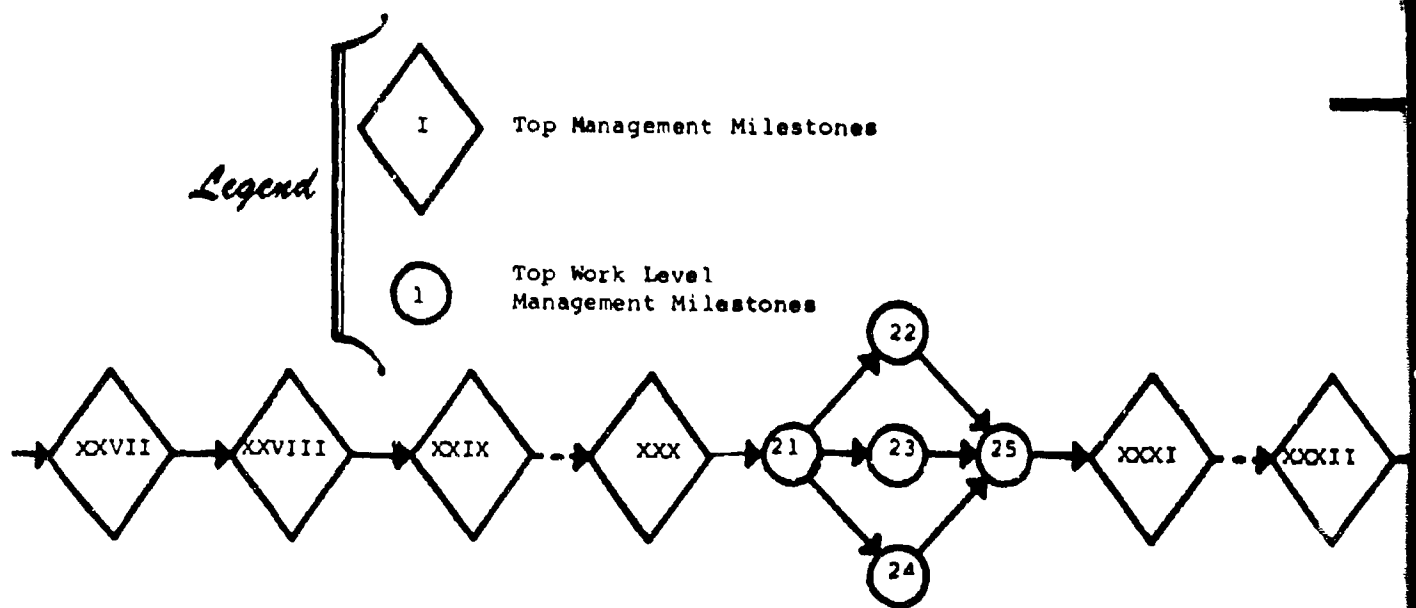 I
Top Management Milestones
Legend
1
Top Work Level
Management Milestones
22
XXVII
XXVIII
XXIX
XXX
21
23
25
XXXI
XXXII
24